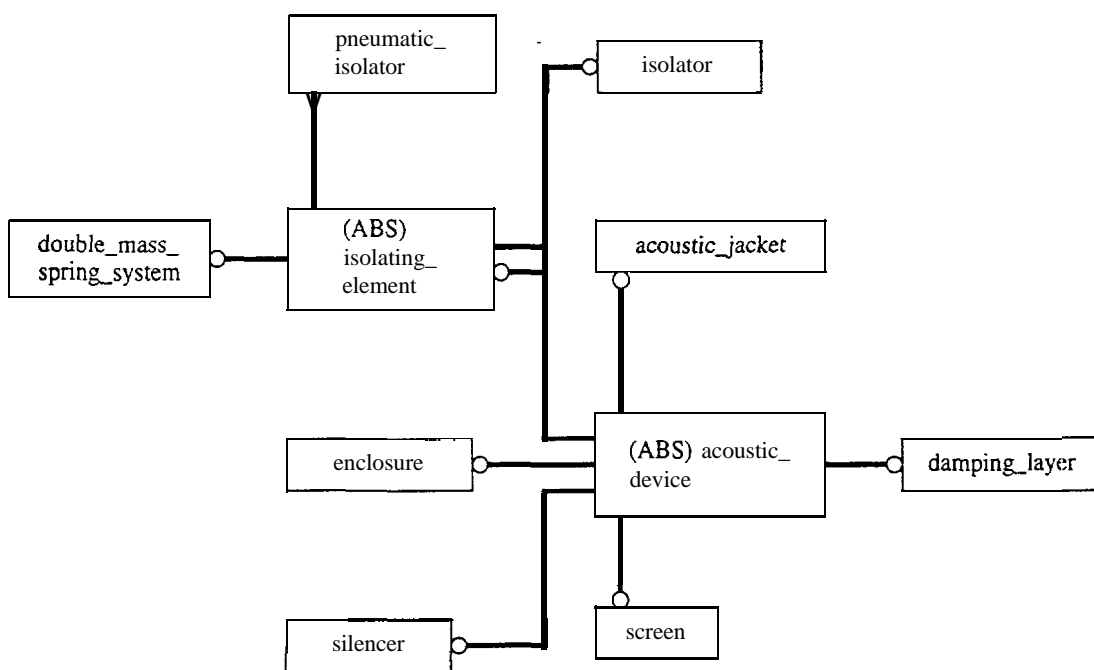 pneumatic_
isolator
isolator
(ABS)
isolating_
element
double_mass_
spring_system
acoustic_jacket
enclosure
(ABS) acoustic_
device
damping_layer
silencer
screen